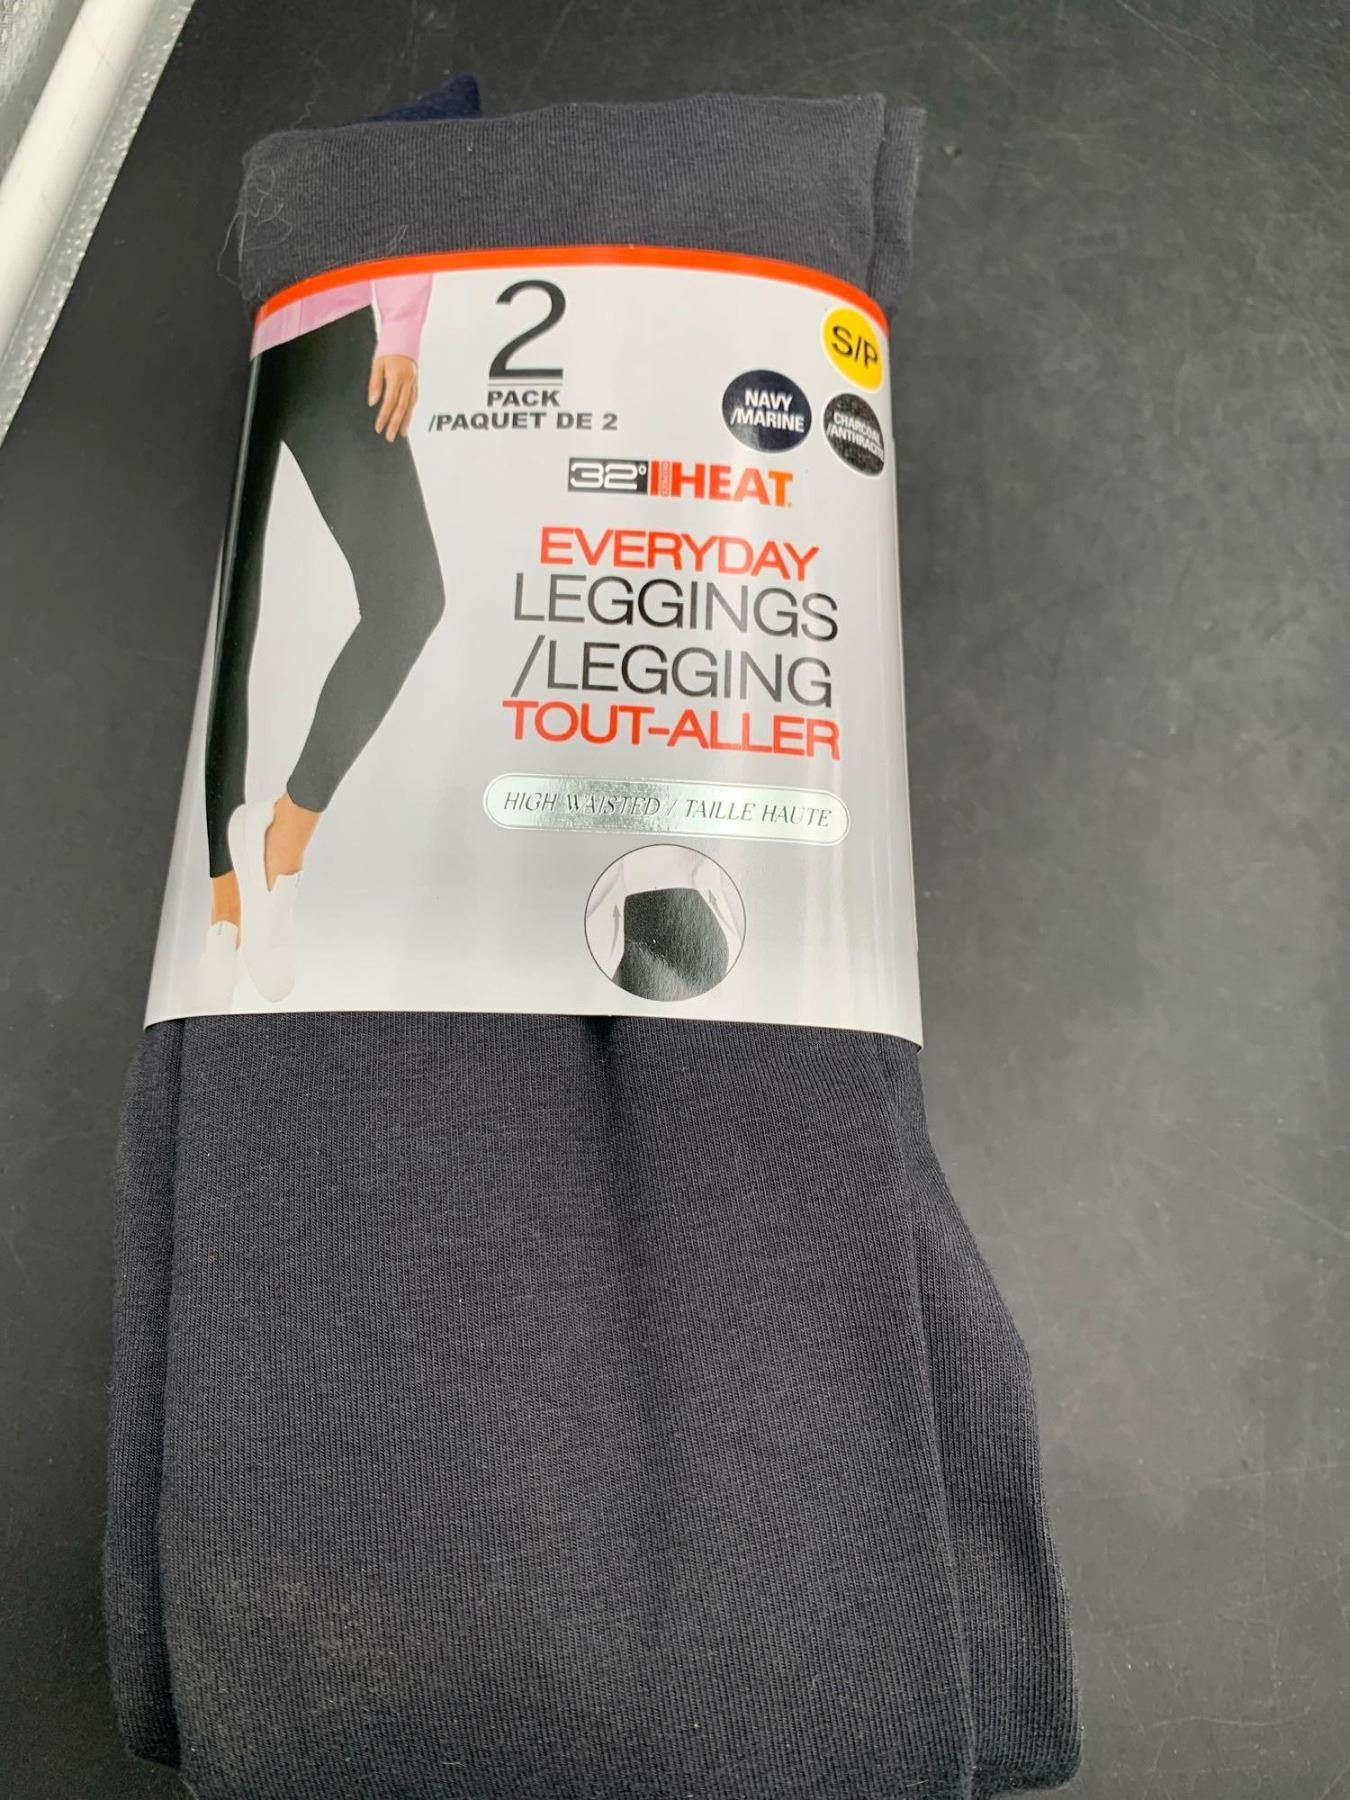 2
PACK
/PAQUET DE 2
S/P
NAVY
/MARINE
CHARCOAL
/ANTHRACITE
32° HEAT
EVERYDAY
LEGGINGS
/LEGGING
TOUT-ALLER
HIGH WAISTED / TAILLE HAUTE